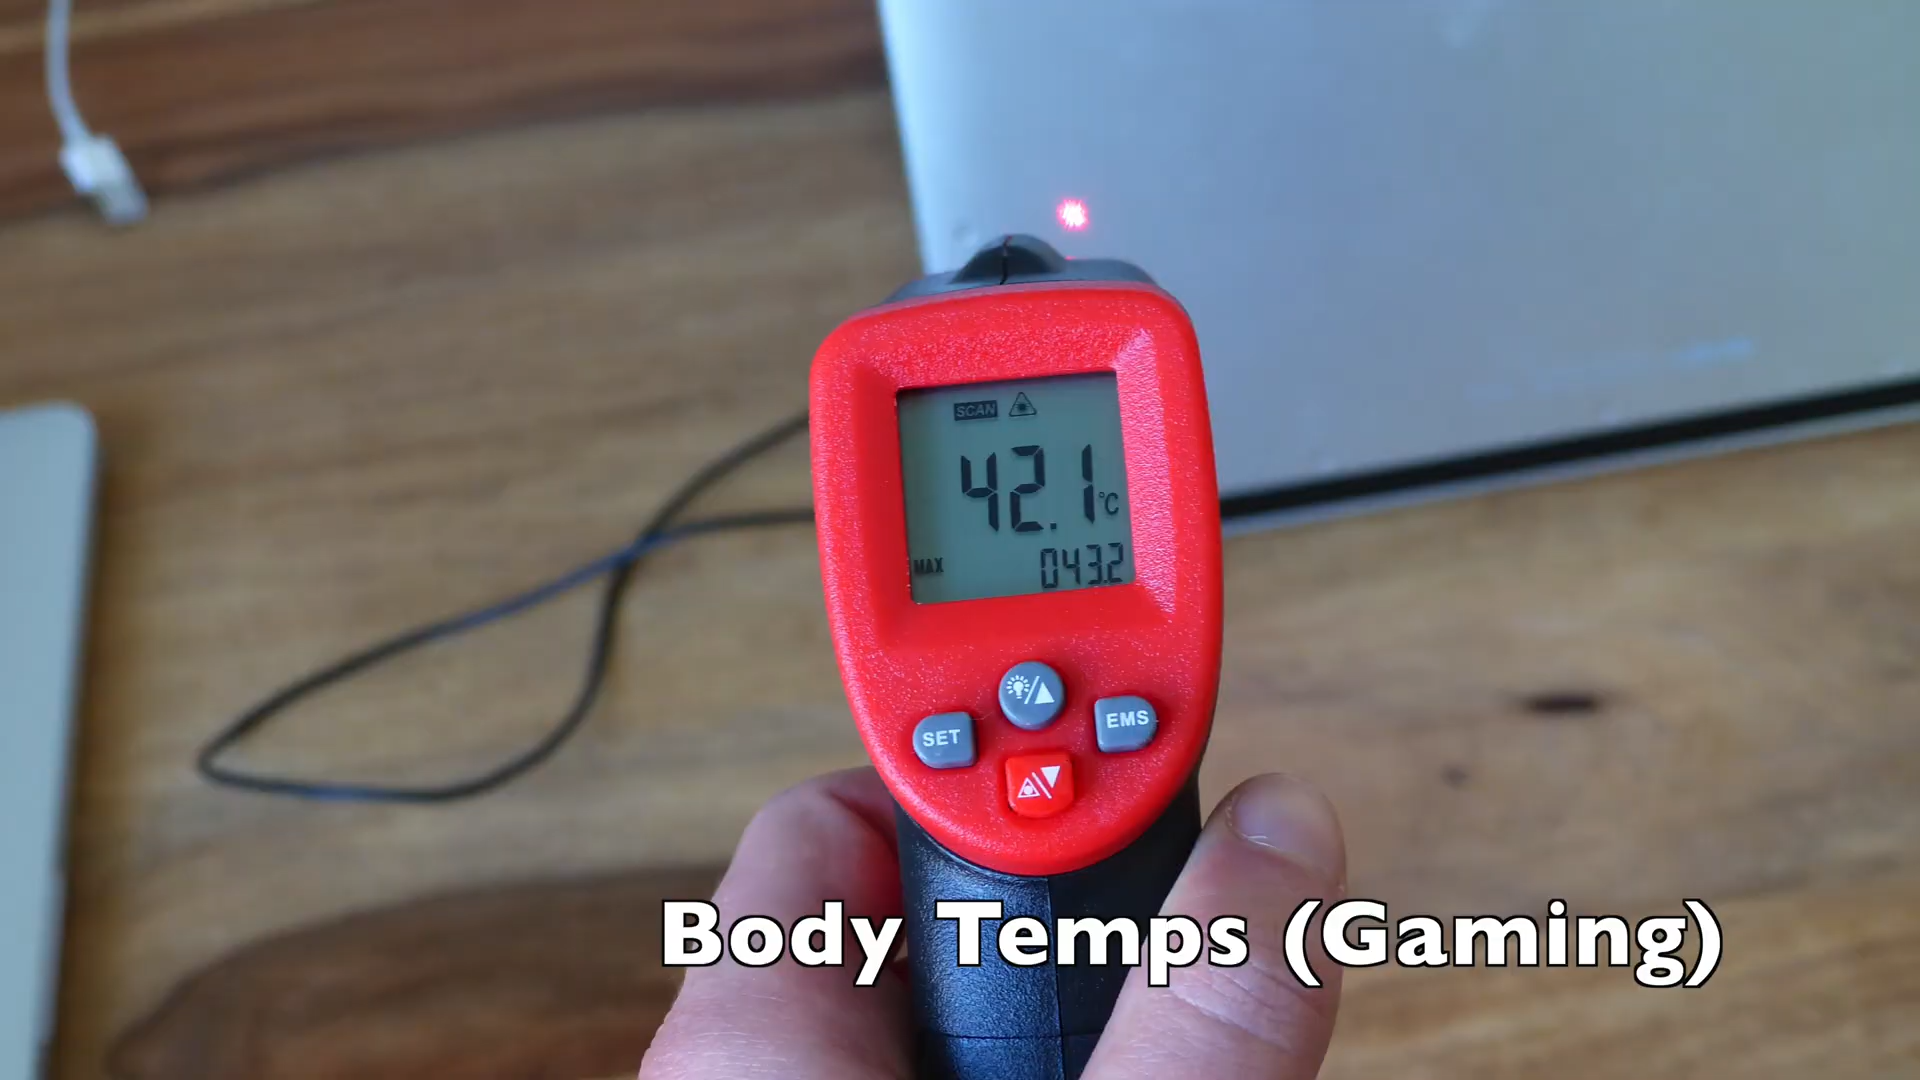 SCAN
42.1°C
MAX 043.2
SET
EMS
Body Temps (Gaming)